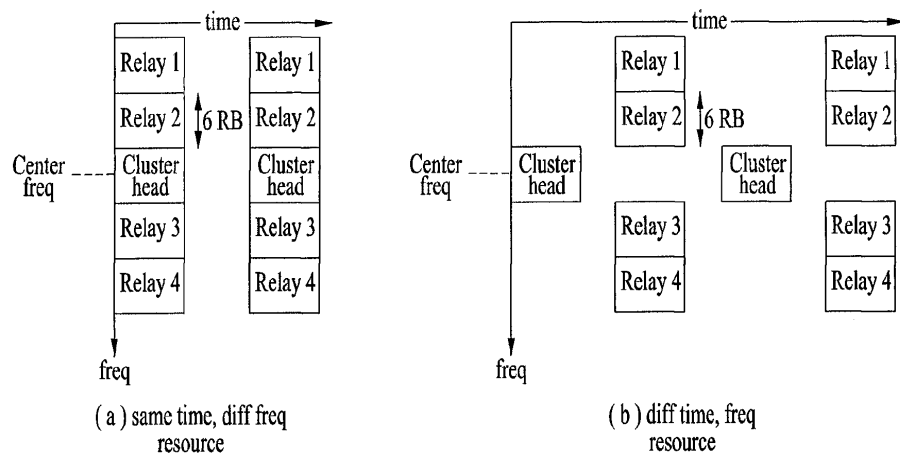 time
Relay 1
Relay 2
Cluster
head
Relay 3
Relay 4
Relay 1
Relay 2
Cluster
head
Relay 3
Relay 4
6 RB
Center
freq
freq
( a ) same time, diff freq
resource
time
Relay 1
Relay 2
Relay 3
Relay 4
Relay 1
Relay 2
Relay 3
Relay 4
6 RB
Cluster
head
Cluster
head
Center
freq
freq
( b ) diff time, freq
resource